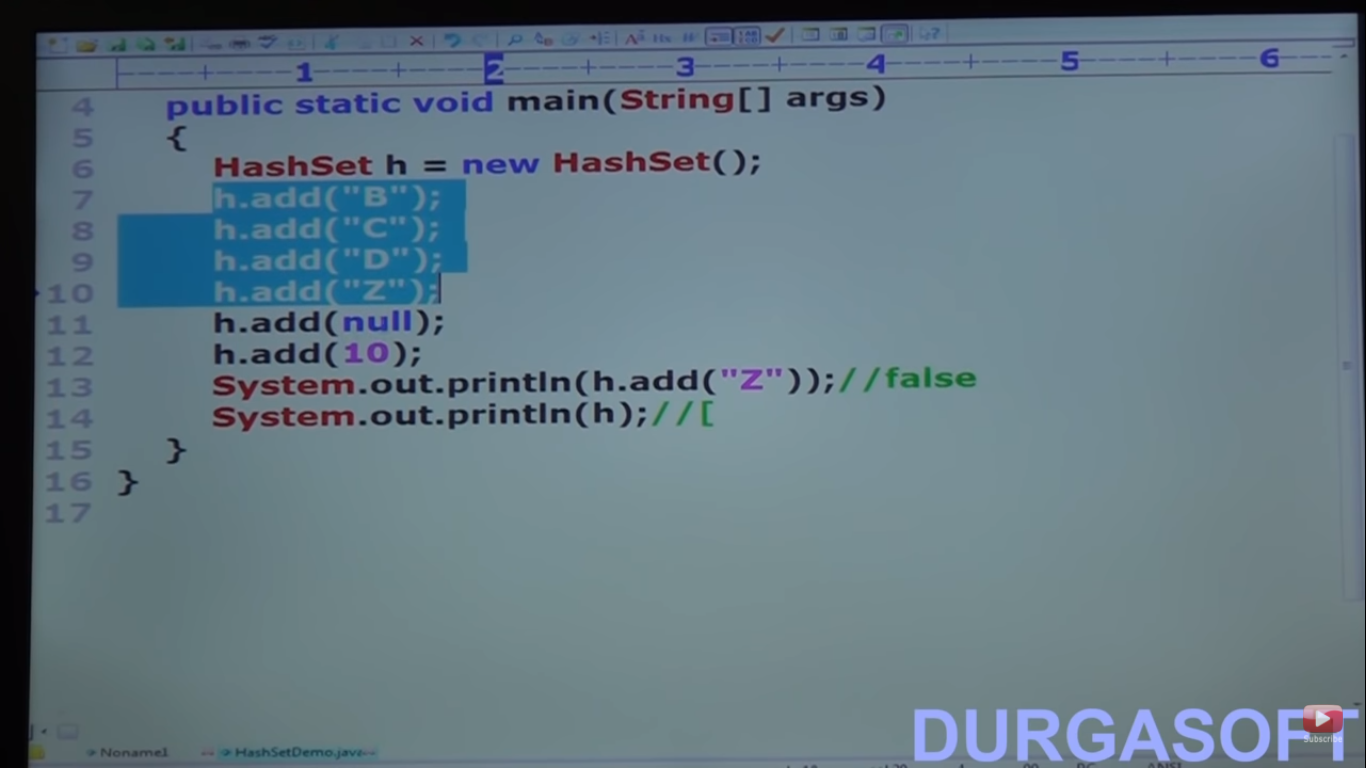 1 2 3 4 5 6
4 public static void main(String[] args)
5 {
6 HashSet h = new HashSet();
7 h.add("B");
8 h.add("C");
9 h.add("D");
10 h.add("Z");
11 h.add(null);
12 h.add(10);
13 System.out.println(h.add("Z"));//false
14 System.out.println(h);//[
15 }
16 }
17
DURGASOFT
Subscribe
Noname1 HashSetDemo.java